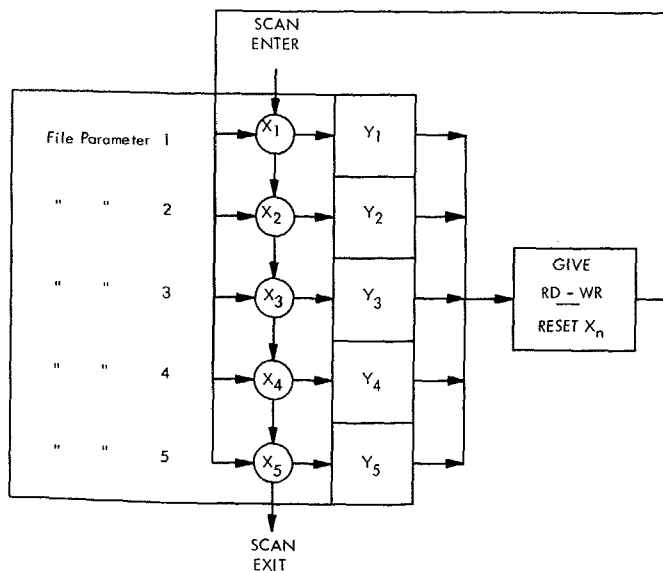 SCAN
ENTER
File Parameter 1
X1
Y1
" " 2
X2
Y2
" " 3
X3
Y3
" " 4
X4
Y4
" " 5
X5
Y5
GIVE
RD - WR
RESET Xn
SCAN
EXIT